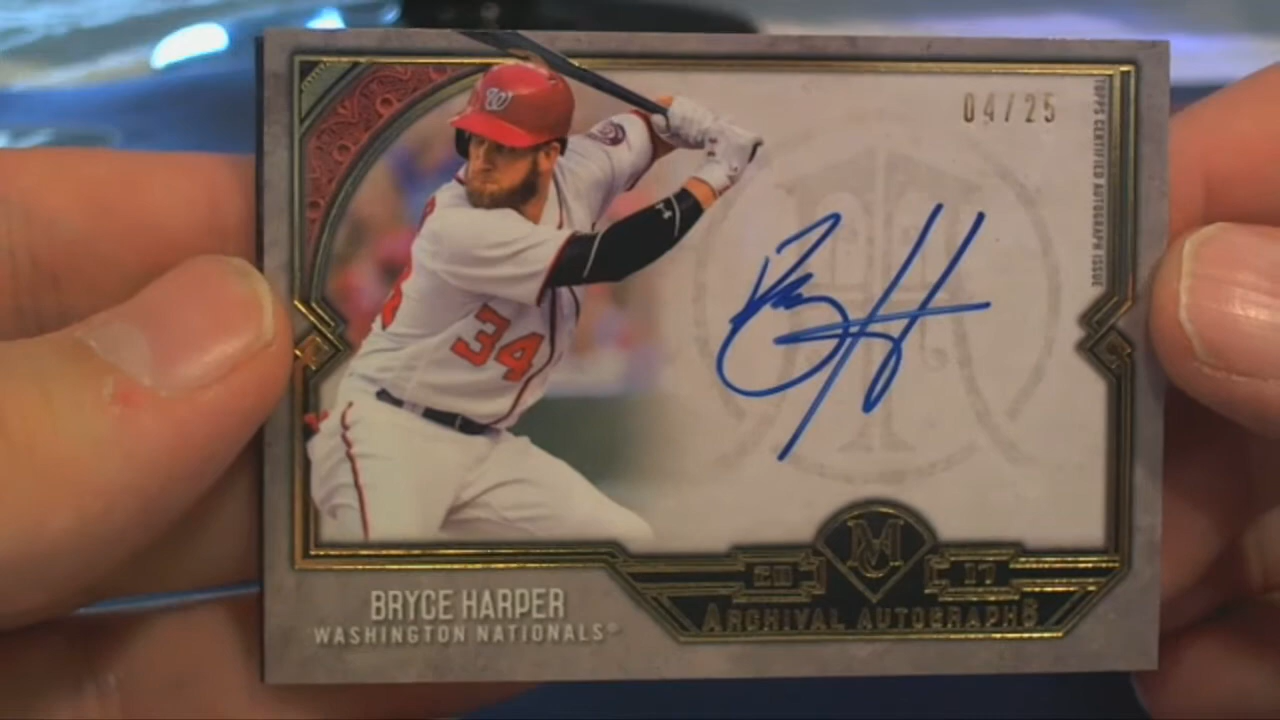 W
04/25
TOPPS CERTIFIED AUTOGRAPH ISSUE
34
M
20 17
ARCHIVAL AUTOGRAPHS
BRYCE HARPER
WASHINGTON NATIONALS®